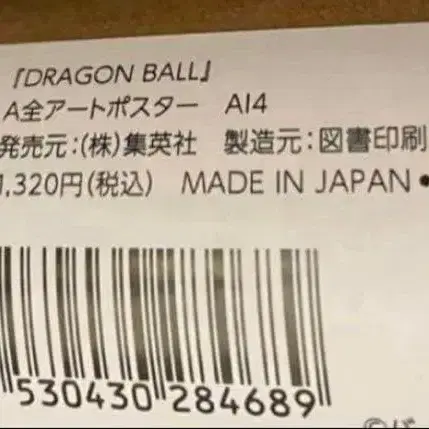 『DRAGON BALL』
A全アートポスター AI4
発売元:(株)集英社 製造元:図書印刷
1,320円(税込) MADE IN JAPAN●
530430 284689
©バ